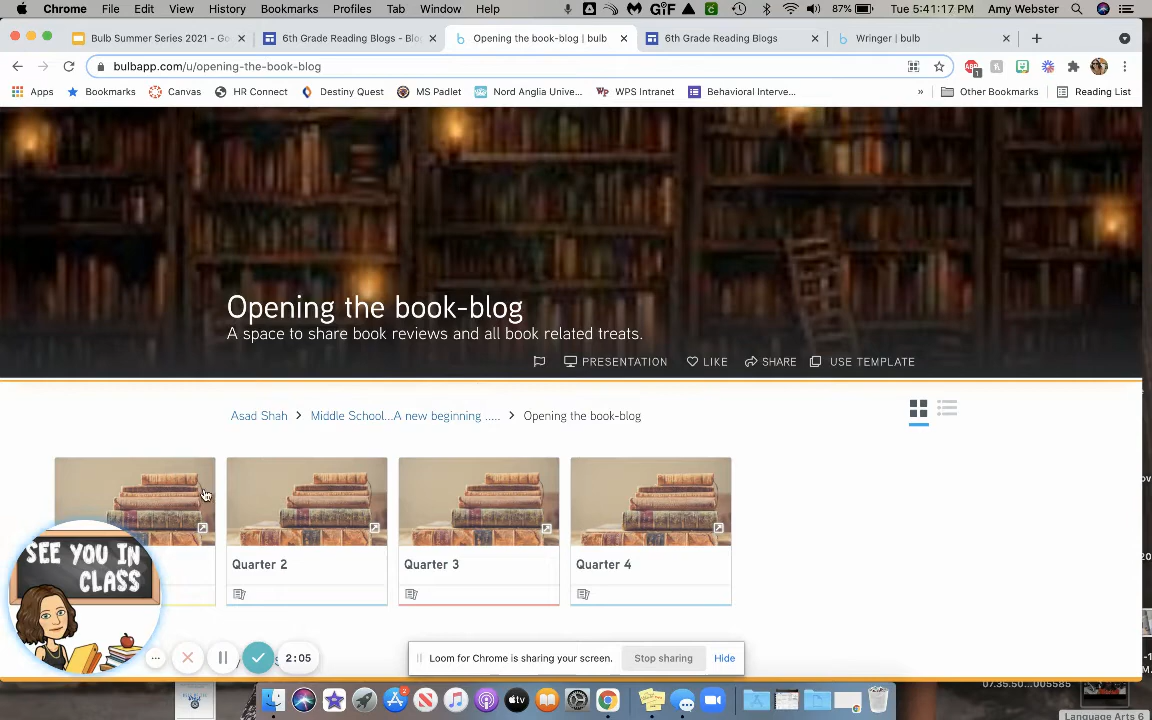 Chrome File Edit View History Bookmarks Profiles Tab Window Help GIF 87% Tue 5:41:17 PM Amy Webster
Bulb Summer Series 2021 - Go
6th Grade Reading Blogs - Blo
Opening the book-blog | bulb
6th Grade Reading Blogs
Wringer | bulb
bulbapp.com/u/opening-the-book-blog
Apps Bookmarks Canvas HR Connect Destiny Quest MS Padlet Nord Anglia Unive... WPS Intranet Behavioral Interve... » Other Bookmarks Reading List
Opening the book-blog
A space to share book reviews and all book related treats.
PRESENTATION LIKE SHARE USE TEMPLATE
Asad Shah > Middle School...A new beginning ..... > Opening the book-blog
Quarter 2
Quarter 3
Quarter 4
SEE YOU IN
CLASS
2:05
Loom for Chrome is sharing your screen. Stop sharing Hide
tv
07.35.50...005585
Language Arts 6